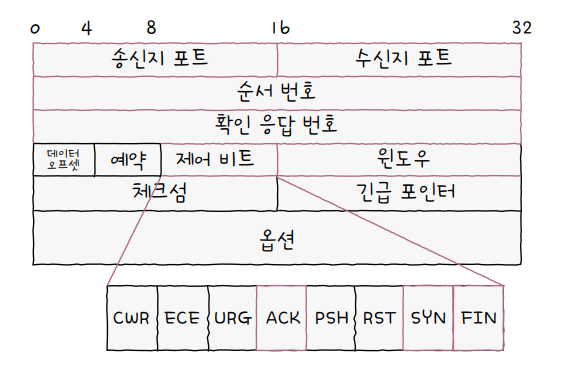 0 4 8 16 32
송신지 포트 수신지 포트
순서 번호
확인 응답 번호
데이터
오프셋 예약 제어 비트 윈도우
체크섬 긴급 포인터
옵션
CWR ECE URG ACK PSH RST SYN FIN